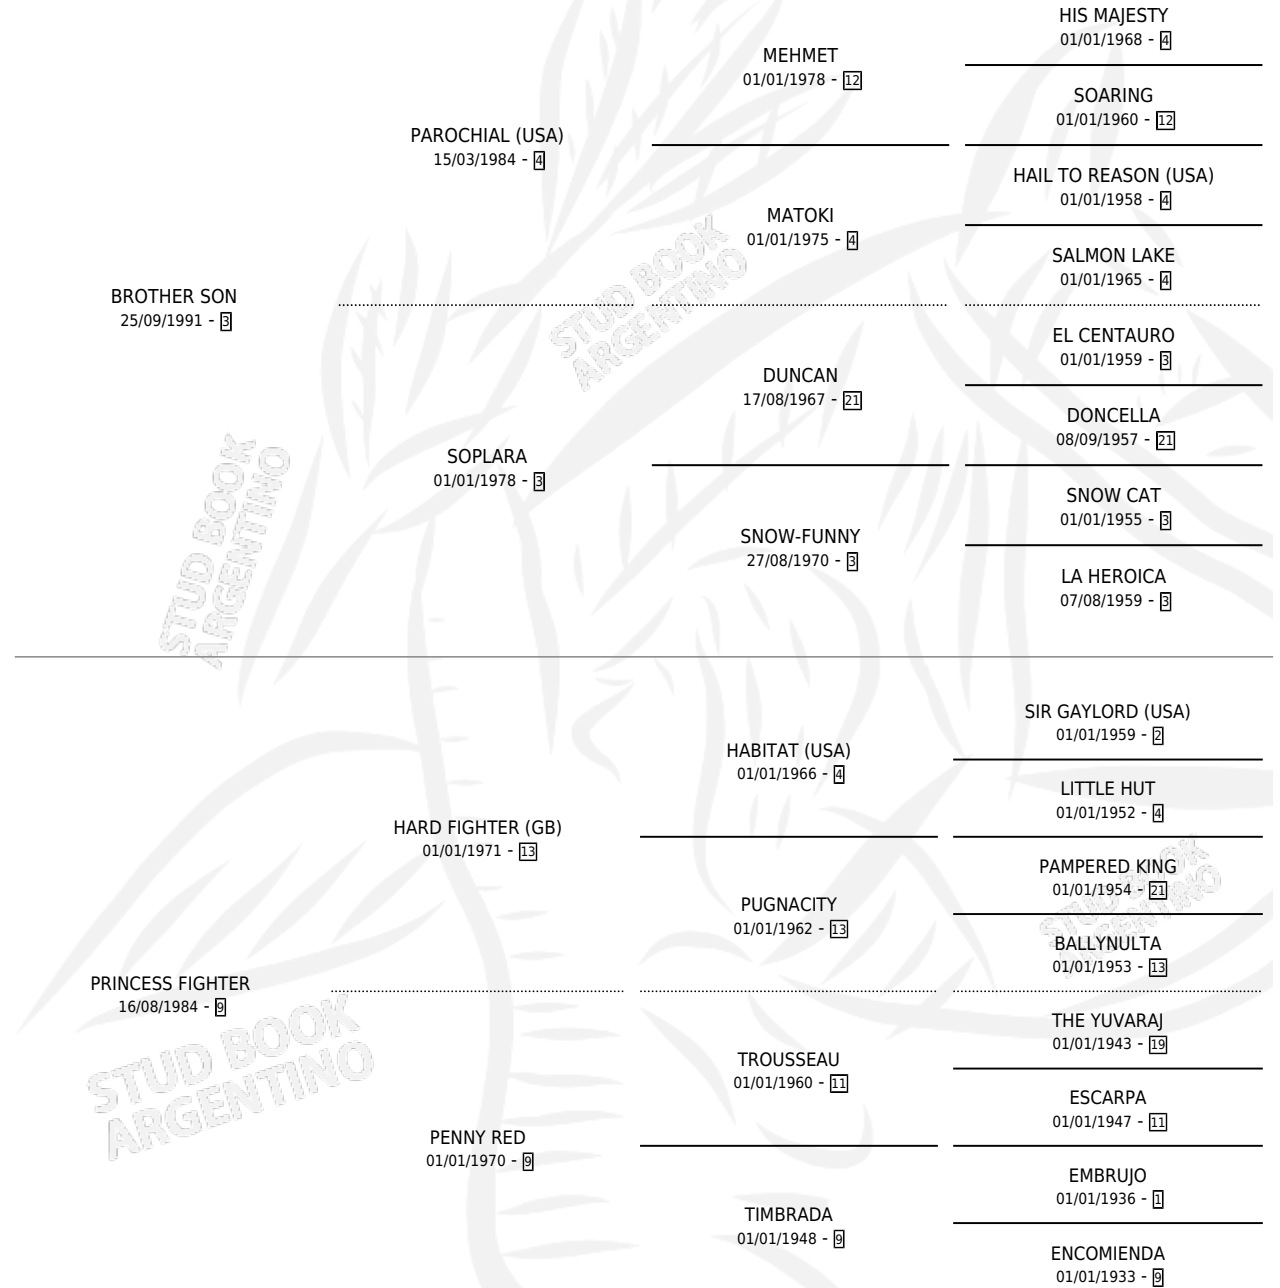 HIS MAJESTY
01/01/1968 - 4
MEHMET
01/01/1978 - 12
SOARING
01/01/1960 - 12
PAROCHIAL (USA)
15/03/1984 - 4
HAIL TO REASON (USA)
01/01/1958 - 4
MATOKI
01/01/1975 - 4
SALMON LAKE
01/01/1965 - 4
BROTHER SON
25/09/1991 - 3
STUD BOOK
ARGENTINO
EL CENTAURO
01/01/1959 - 3
DUNCAN
17/08/1967 - 21
DONCELLA
08/09/1957 - 21
SOPLARA
01/01/1978 - 3
SNOW CAT
01/01/1955 - 3
SNOW-FUNNY
27/08/1970 - 3
LA HEROICA
07/08/1959 - 3
STUD BOOK
ARGENTINO
SIR GAYLORD (USA)
01/01/1959 - 2
HABITAT (USA)
01/01/1966 - 4
LITTLE HUT
01/01/1952 - 4
HARD FIGHTER (GB)
01/01/1971 - 13
PAMPERED KING
01/01/1954 - 21
PUGNACITY
01/01/1962 - 13
BALLYNULTA
01/01/1953 - 13
STUD BOOK
ARGENTINO
PRINCESS FIGHTER
16/08/1984 - 9
THE YUVARAJ
01/01/1943 - 19
TROUSSEAU
01/01/1960 - 11
ESCARPA
01/01/1947 - 11
STUD BOOK
ARGENTINO
PENNY RED
01/01/1970 - 9
EMBRUJO
01/01/1936 - 1
TIMBRADA
01/01/1948 - 9
ENCOMIENDA
01/01/1933 - 9